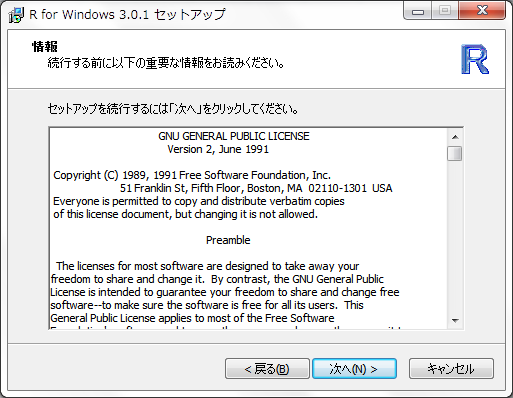 R for Windows 3.0.1 セットアップ
情報
続行する前に以下の重要な情報をお読みください。
R
セットアップを続行するには「次へ」をクリックしてください。
GNU GENERAL PUBLIC LICENSE
Version 2, June 1991
Copyright (C) 1989, 1991 Free Software Foundation, Inc.
51 Franklin St, Fifth Floor, Boston, MA 02110-1301 USA
Everyone is permitted to copy and distribute verbatim copies
of this license document, but changing it is not allowed.
Preamble
The licenses for most software are designed to take away your
freedom to share and change it. By contrast, the GNU General Public
License is intended to guarantee your freedom to share and change free
software--to make sure the software is free for all its users. This
General Public License applies to most of the Free Software
< 戻る(B)
次へ(N) >
キャンセル